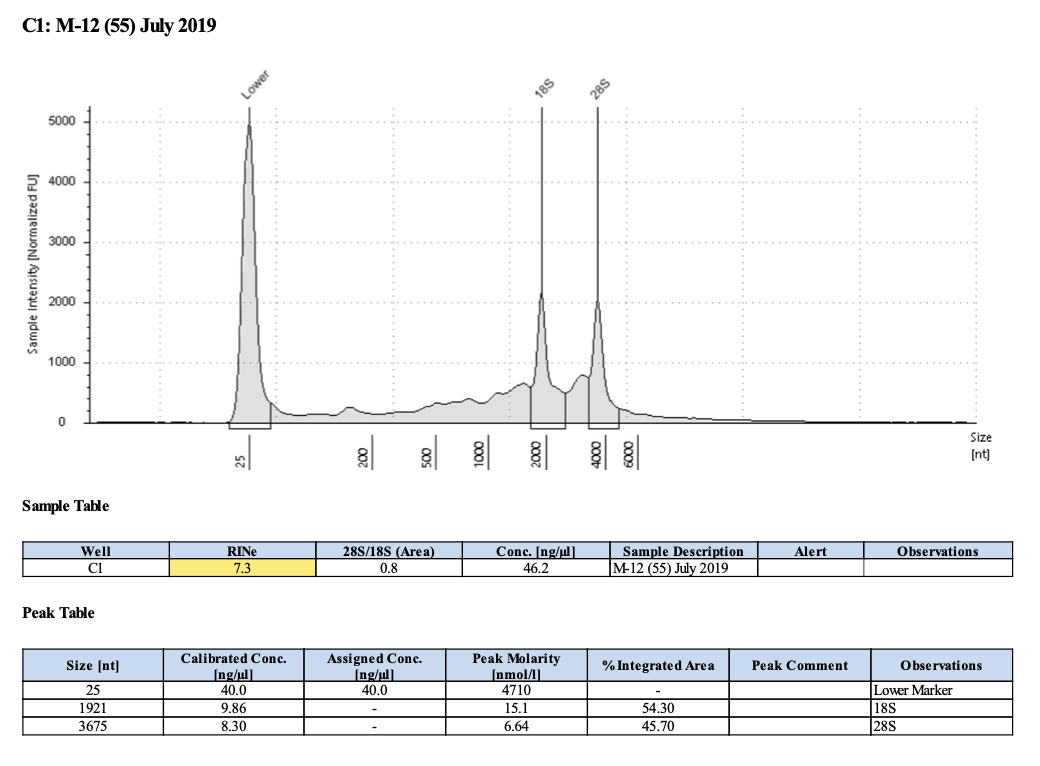 C1: M-12 (55) July 2019
Lower
18S
28S
Sample Intensity [Normalized FU]
5000
4000
3000
2000
1000
0
25
200
500
1000
2000
4000
6000
Size
[nt]
Sample Table
Well RINe 28S/18S (Area) Conc. [ng/µl] Sample Description Alert Observations
C1 7.3 0.8 46.2 M-12 (55) July 2019
Peak Table
Size [nt] Calibrated Conc. [ng/µl] Assigned Conc. [ng/µl] Peak Molarity [nmol/l] % Integrated Area Peak Comment Observations
25 40.0 40.0 4710 - Lower Marker
1921 9.86 - 15.1 54.30 18S
3675 8.30 - 6.64 45.70 28S